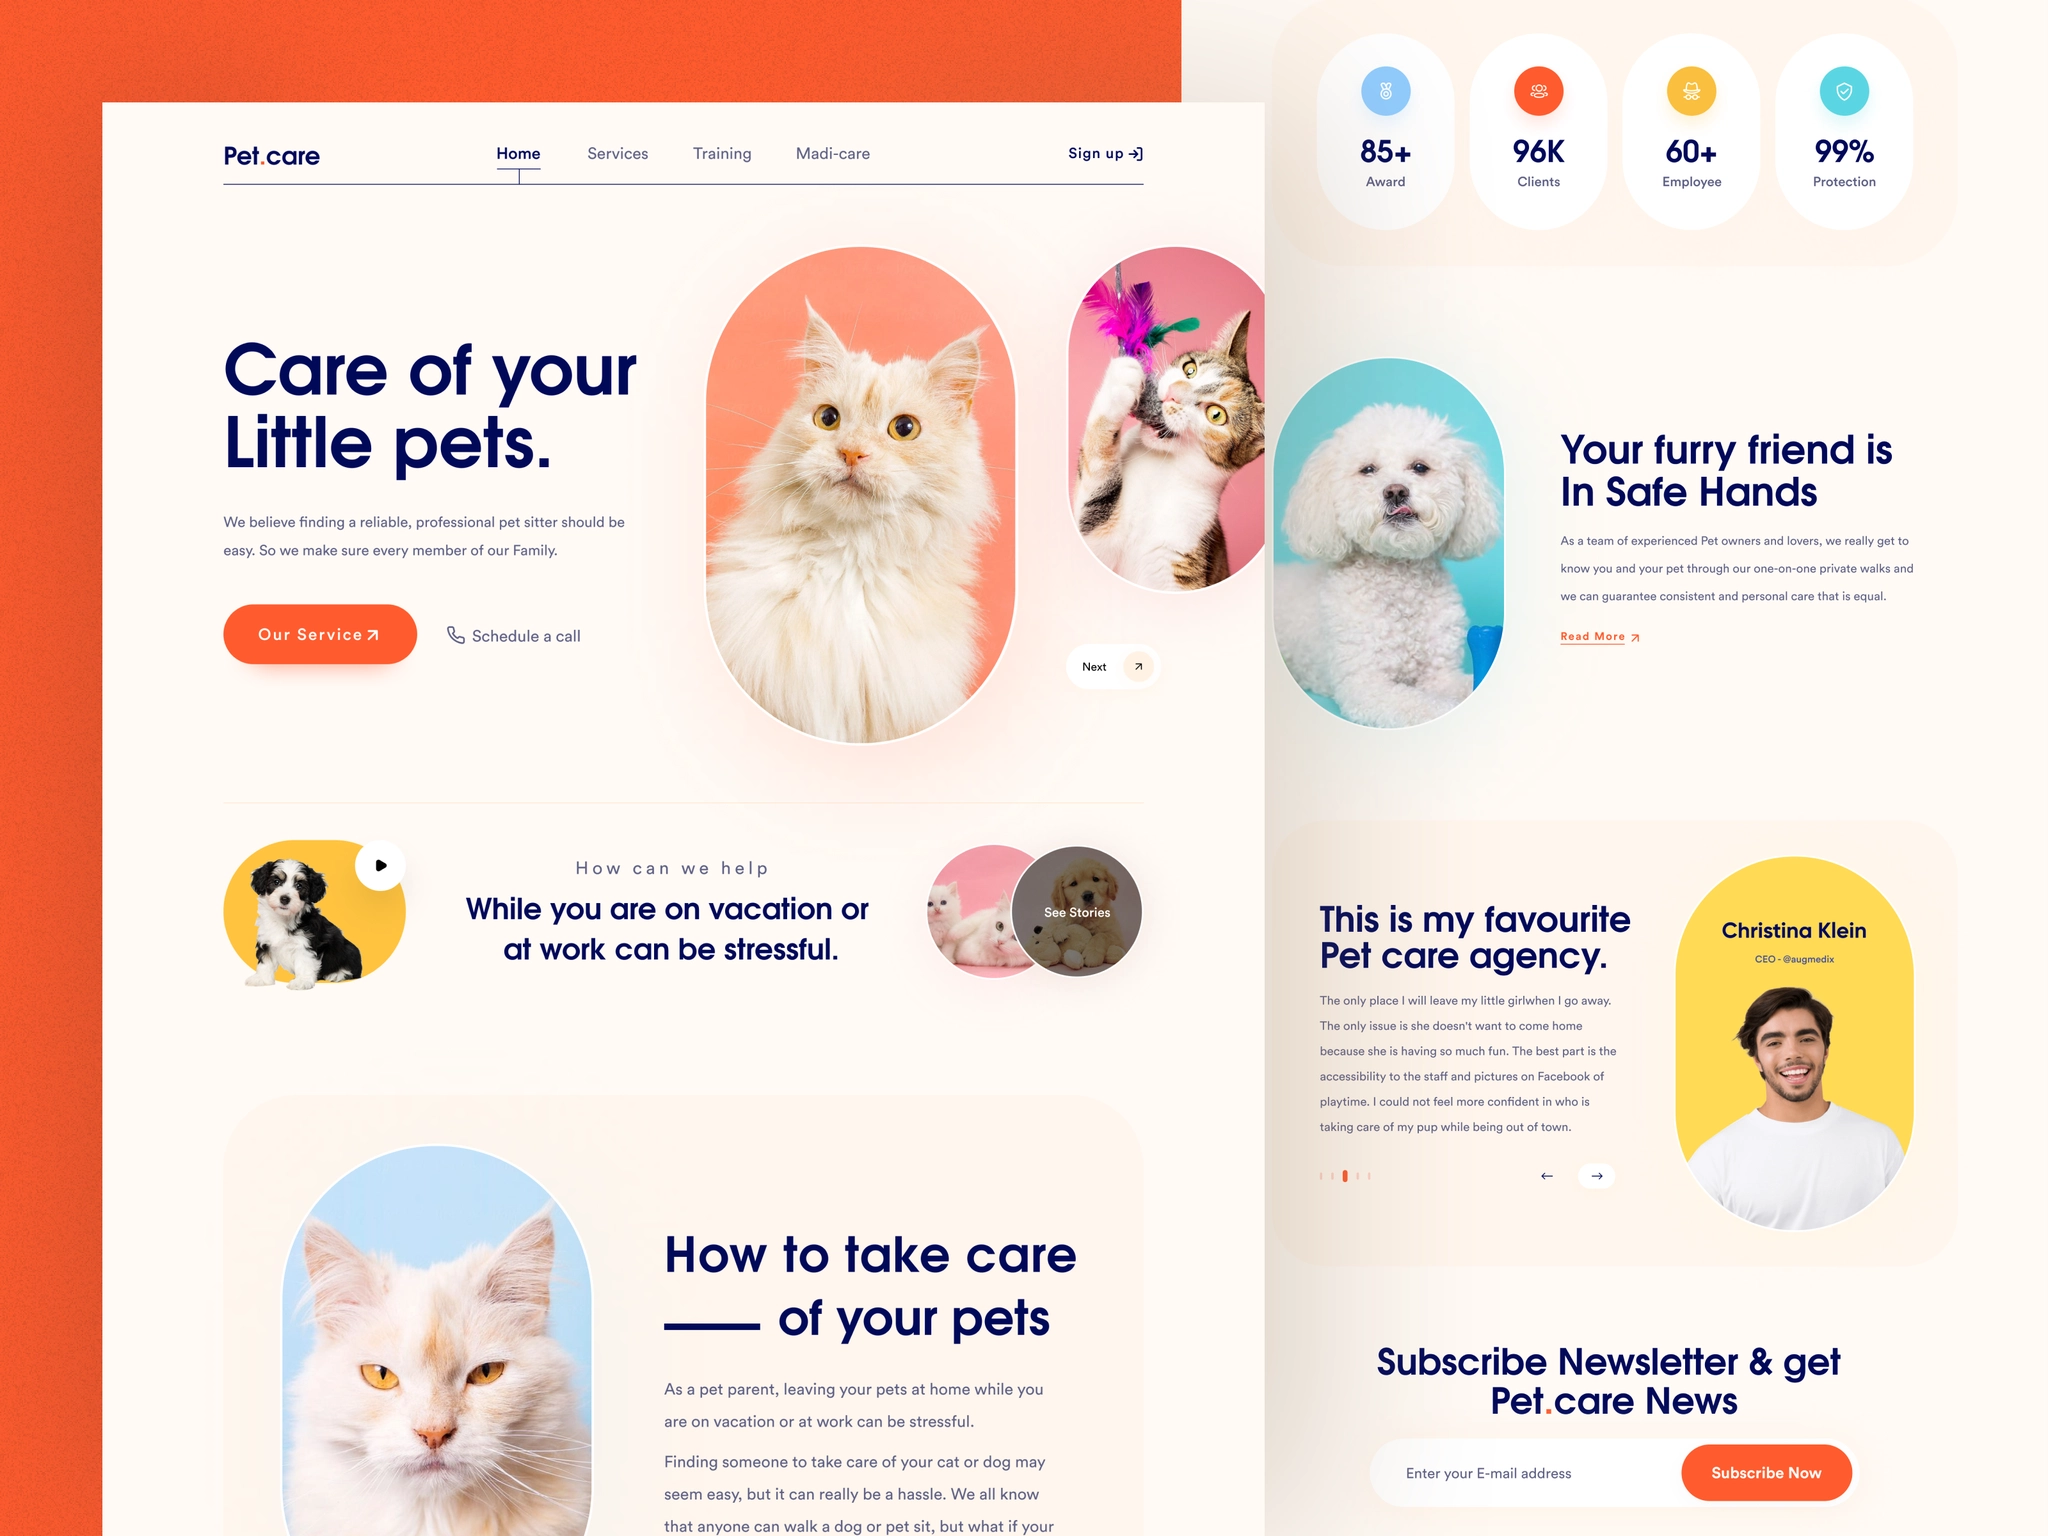 Pet.care
Home
Services
Training
Madi-care
Sign up
Care of your
Little pets.
We believe finding a reliable, professional pet sitter should be
easy. So we make sure every member of our Family.
Our Service
Schedule a call
Next
How can we help
While you are on vacation or
at work can be stressful.
See Stories
How to take care
of your pets
As a pet parent, leaving your pets at home while you
are on vacation or at work can be stressful.
Finding someone to take care of your cat or dog may
seem easy, but it can really be a hassle. We all know
that anyone can walk a dog or pet sit, but what if your
85+
Award
96K
Clients
60+
Employee
99%
Protection
Your furry friend is
In Safe Hands
As a team of experienced Pet owners and lovers, we really get to
know you and your pet through our one-on-one private walks and
we can guarantee consistent and personal care that is equal.
Read More
This is my favourite
Pet care agency.
The only place I will leave my little girlwhen I go away.
The only issue is she doesn't want to come home
because she is having so much fun. The best part is the
accessibility to the staff and pictures on Facebook of
playtime. I could not feel more confident in who is
taking care of my pup while being out of town.
Christina Klein
CEO - @augmedix
Subscribe Newsletter & get
Pet.care News
Enter your E-mail address
Subscribe Now